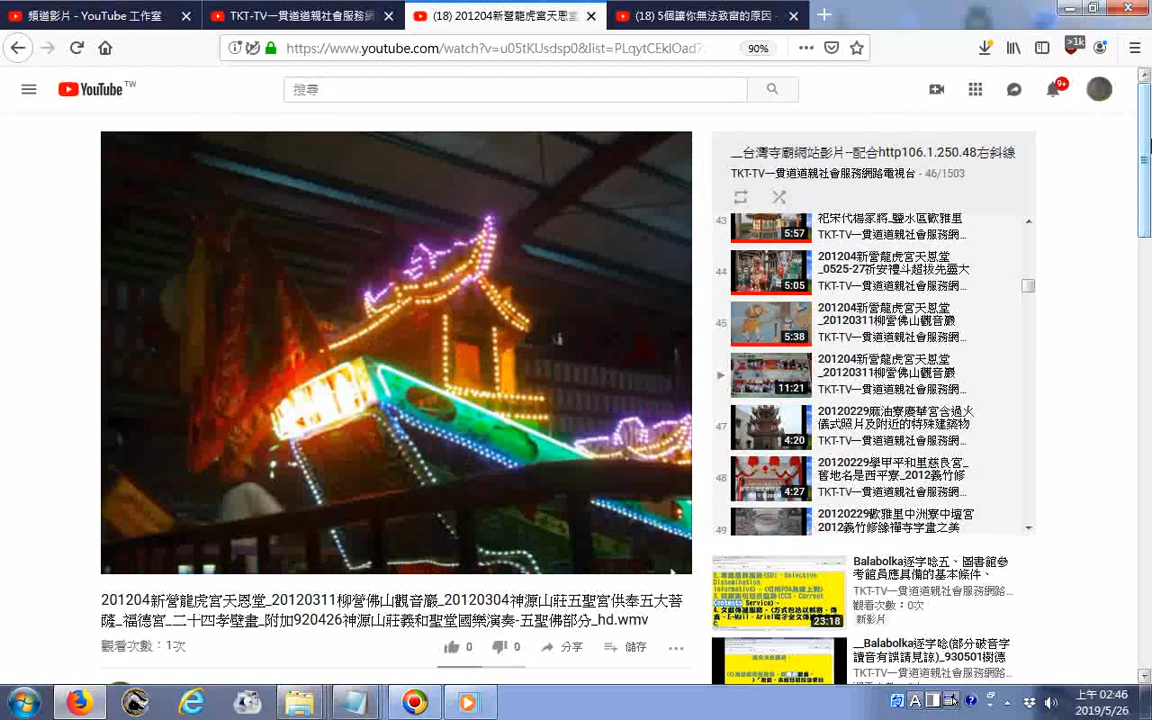 頻道影片 - YouTube 工作室
TKT-TV一貫道道親社會服務網
(18) 201204新營龍虎宮天恩堂
(18) 5個讓你無法致富的原因 -
https://www.youtube.com/watch?v=u05tKUsdsp0&list=PLqytCEklOad7
90%
>1k
YouTube TW
搜尋
9+
__台灣寺廟網站影片--配合http106.1.250.48右斜線
TKT-TV一貫道道親社會服務網路電視台 - 46/1503
43
祀宋代楊家將_鹽水區歡雅里
5:57
TKT-TV一貫道道親社會服務網...
44
201204新營龍虎宮天恩堂
_0525-27祈安禮斗超拔先靈大
5:05
TKT-TV一貫道道親社會服務網...
45
201204新營龍虎宮天恩堂
_20120311柳營佛山觀音巖
5:38
TKT-TV一貫道道親社會服務網...
201204新營龍虎宮天恩堂
_20120311柳營佛山觀音巖
11:21
TKT-TV一貫道道親社會服務網...
47
20120229麻油寮慶華宮含過火
儀式照片及附近的特殊建築物
4:20
TKT-TV一貫道道親社會服務網...
48
20120229學甲平和里慈良宮_
舊地名是西平寮_2012義竹修
4:27
TKT-TV一貫道道親社會服務網...
49
20120229歡雅里中洲寮中壇宮
2012義竹修緣禪寺字畫之美
201204新營龍虎宮天恩堂_20120311柳營佛山觀音巖_20120304神源山莊五聖宮供奉五大菩
薩_福德宮_二十四孝壁畫_附加920426神源山莊義和聖堂國樂演奏-五聖佛部分_hd.wmv
觀看次數：1次
0
0
分享
儲存
Balabolka逐字唸五、圖書館參
考館員應具備的基本條件、
TKT-TV一貫道道親社會服務網路...
觀看次數：0次
新影片
23:18
__Balabolka逐字唸(部分破音字
讀音有誤請見諒)_930501樹德
TKT-TV一貫道道親社會服務網路...
上午 02:46
2019/5/26